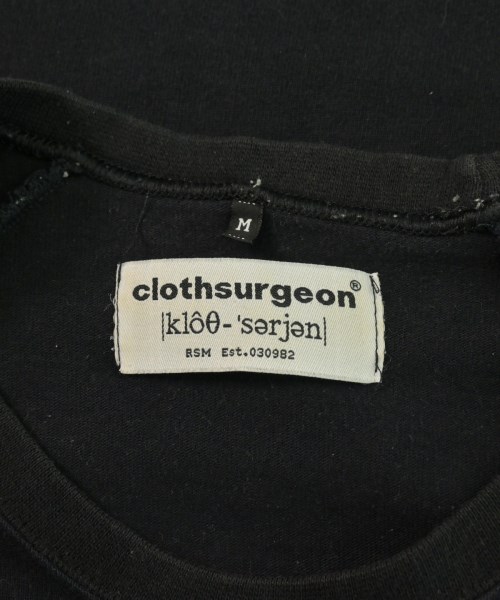 M
clothsurgeon®
|klôθ-ˈsərjən|
RSM Est.030982